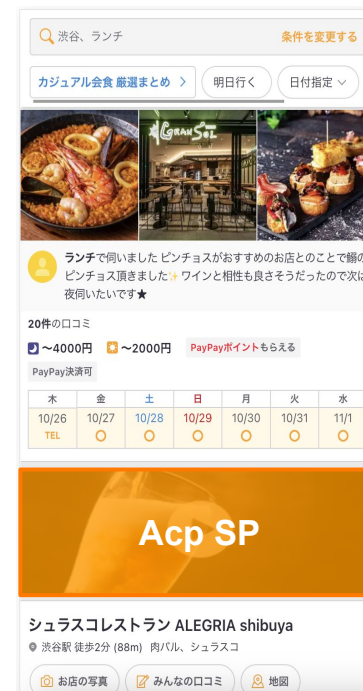 渋谷、ランチ
条件を変更する
カジュアル会食 厳選まとめ
明日行く
日付指定
Gran Sol
ランチで伺いました ピンチョスがおすすめのお店とのことで鰯の
ピンチョス頂きました✨ ワインと相性も良さそうだったので次は
夜伺いたいです★
20件の口コミ
～4000円 ～2000円 PayPayポイントもらえる
PayPay決済可
木 金 土 日 月 火 水
10/26 10/27 10/28 10/29 10/30 10/31 11/1
TEL ○ ○ ○ ○ ○ ○
Acp SP
シュラスコレストラン ALEGRIA shibuya
渋谷駅 徒歩2分 (88m) 肉バル、シュラスコ
お店の写真
みんなの口コミ
地図